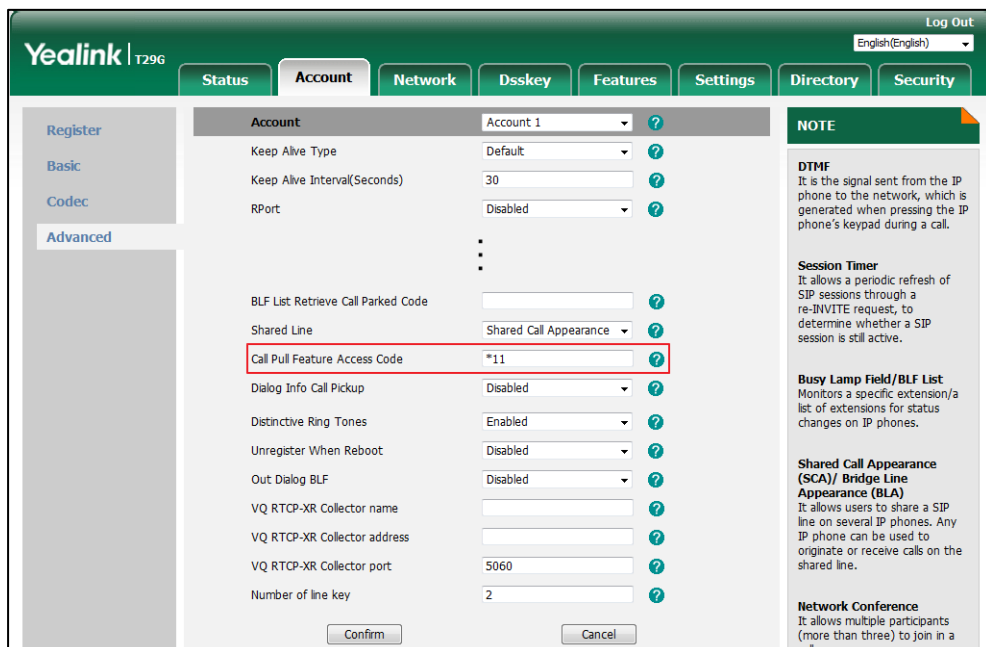 Log Out
English(English)
Yealink T29G
Status Account Network Dsskey Features Settings Directory Security
Register
Basic
Codec
Advanced
Account Account 1 ?
Keep Alive Type Default ?
Keep Alive Interval(Seconds) 30 ?
RPort Disabled ?
BLF List Retrieve Call Parked Code ?
Shared Line Shared Call Appearance ?
Call Pull Feature Access Code *11 ?
Dialog Info Call Pickup Disabled ?
Distinctive Ring Tones Enabled ?
Unregister When Reboot Disabled ?
Out Dialog BLF Disabled ?
VQ RTCP-XR Collector name ?
VQ RTCP-XR Collector address ?
VQ RTCP-XR Collector port 5060 ?
Number of line key 2 ?
Confirm Cancel
NOTE
DTMF
It is the signal sent from the IP
phone to the network, which is
generated when pressing the IP
phone's keypad during a call.
Session Timer
It allows a periodic refresh of
SIP sessions through a
re-INVITE request, to
determine whether a SIP
session is still active.
Busy Lamp Field/BLF List
Monitors a specific extension/a
list of extensions for status
changes on IP phones.
Shared Call Appearance
(SCA)/ Bridge Line
Appearance (BLA)
It allows users to share a SIP
line on several IP phones. Any
IP phone can be used to
originate or receive calls on the
shared line.
Network Conference
It allows multiple participants
(more than three) to join in a